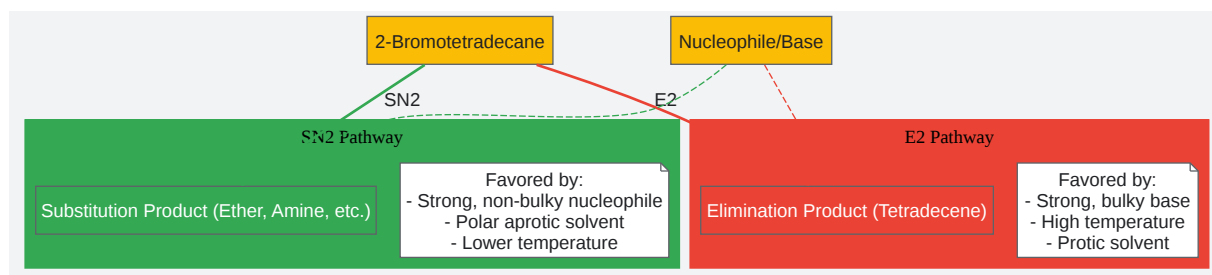 2-Bromotetradecane
Nucleophile/Base
SN2
E2
SN2 Pathway
Substitution Product (Ether, Amine, etc.)
Favored by:
- Strong, non-bulky nucleophile
- Polar aprotic solvent
- Lower temperature
E2 Pathway
Elimination Product (Tetradecene)
Favored by:
- Strong, bulky base
- High temperature
- Protic solvent